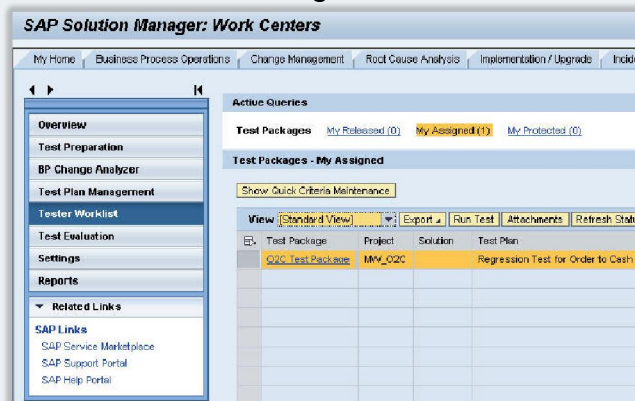 SAP Solution Manager: Work Centers
My Home Business Process Operations Change Management Root Cause Analysis Implementation / Upgrade Incid
Active Queries
Test Packages My Released (0) My Assigned (1) My Protected (0)
Test Packages - My Assigned
Show Quick Criteria Maintenance
View [Standard View] Export Run Test Attachments Refresh Statu
Test Package Project Solution Test Plan
O2C Test Package MW_O2C Regression Test for Order to Cash
Overview
Test Preparation
BP Change Analyzer
Test Plan Management
Tester Worklist
Test Evaluation
Settings
Reports
Related Links
SAP Links
SAP Service Marketplace
SAP Support Portal
SAP Help Portal